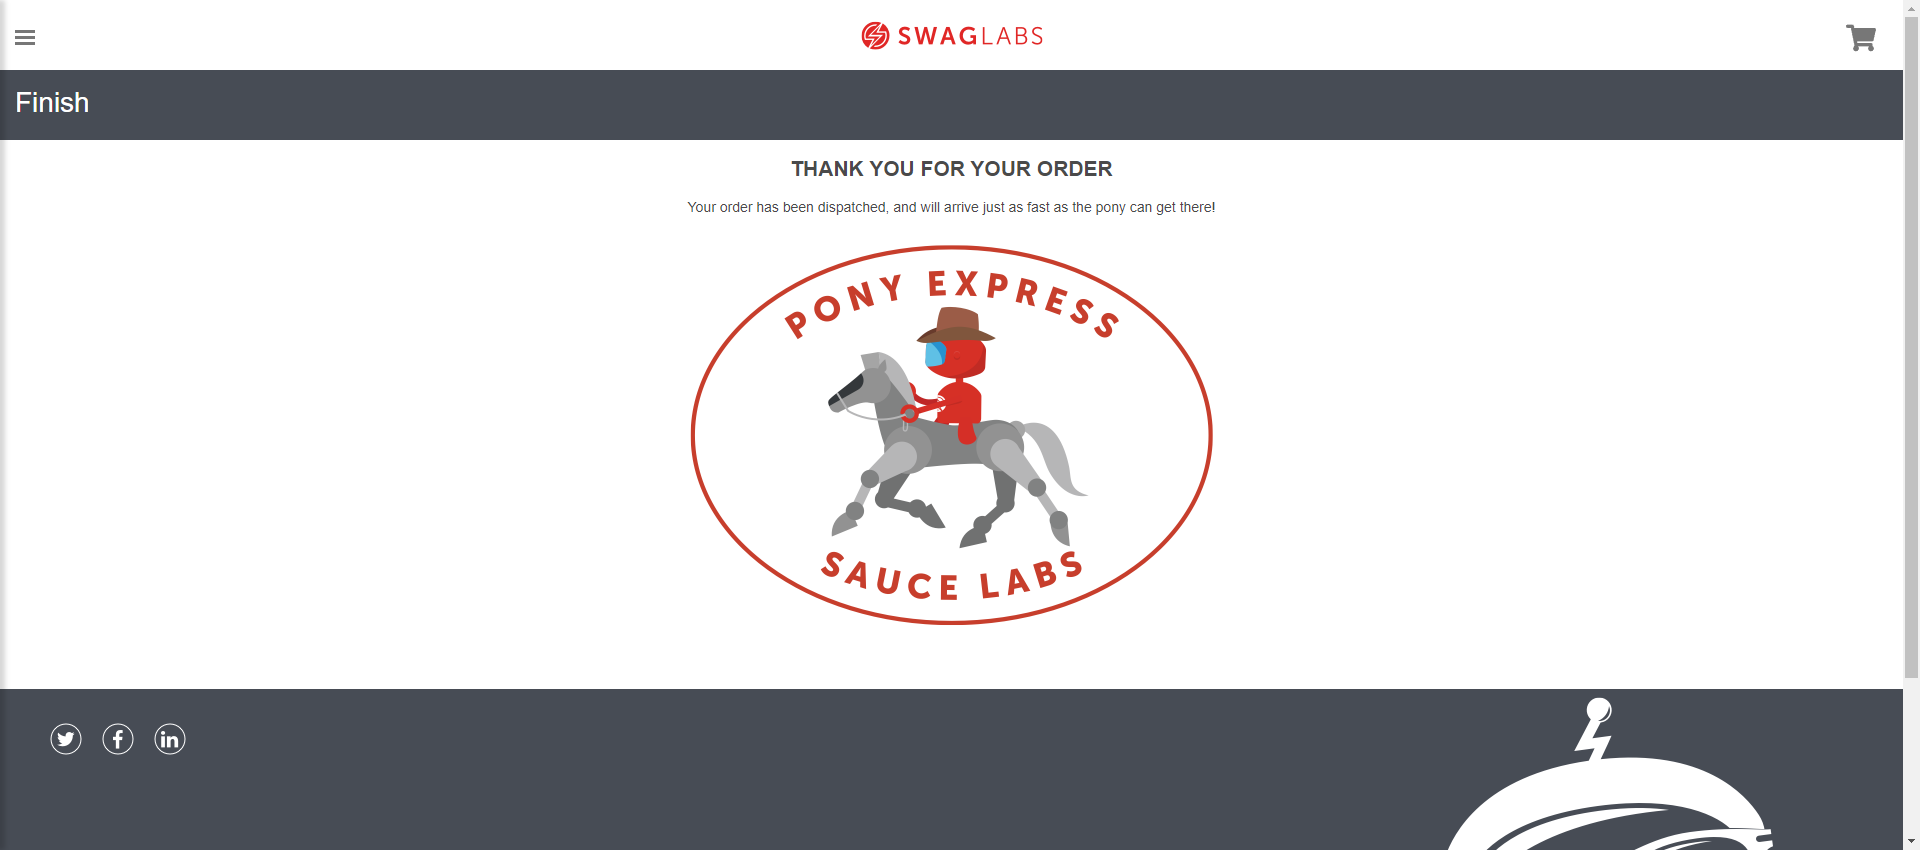 SWAGLABS
Finish
THANK YOU FOR YOUR ORDER
Your order has been dispatched, and will arrive just as fast as the pony can get there!
PONY EXPRESS
SAUCE LABS